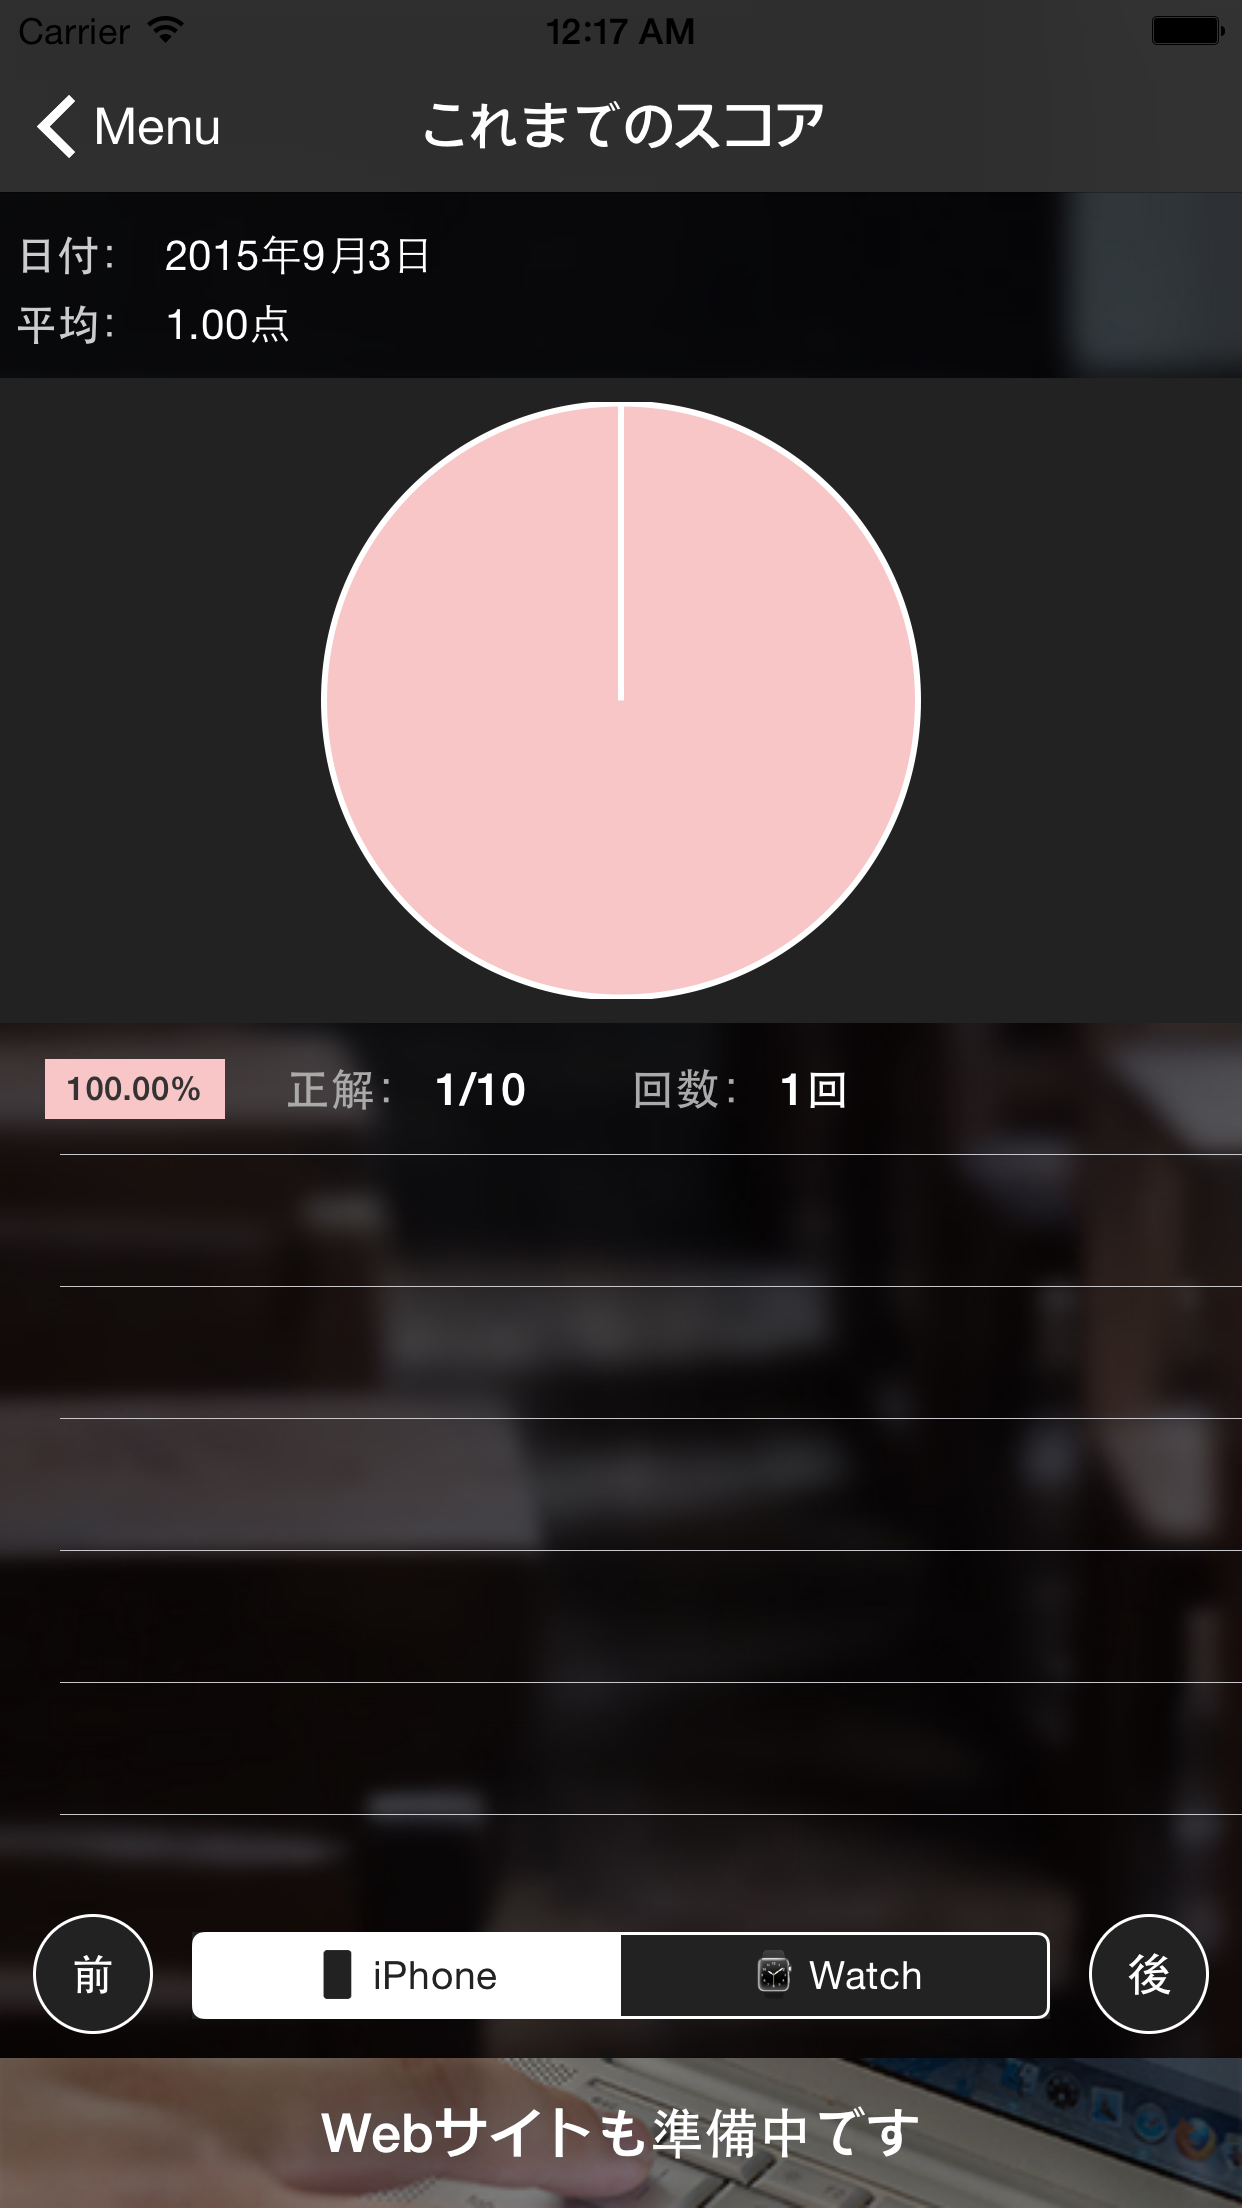 Carrier 12:17 AM
Menu これまでのスコア
日付: 2015年9月3日
平均: 1.00点
100.00% 正解: 1/10 回数: 1回
前 iPhone Watch 後
Webサイトも準備中です